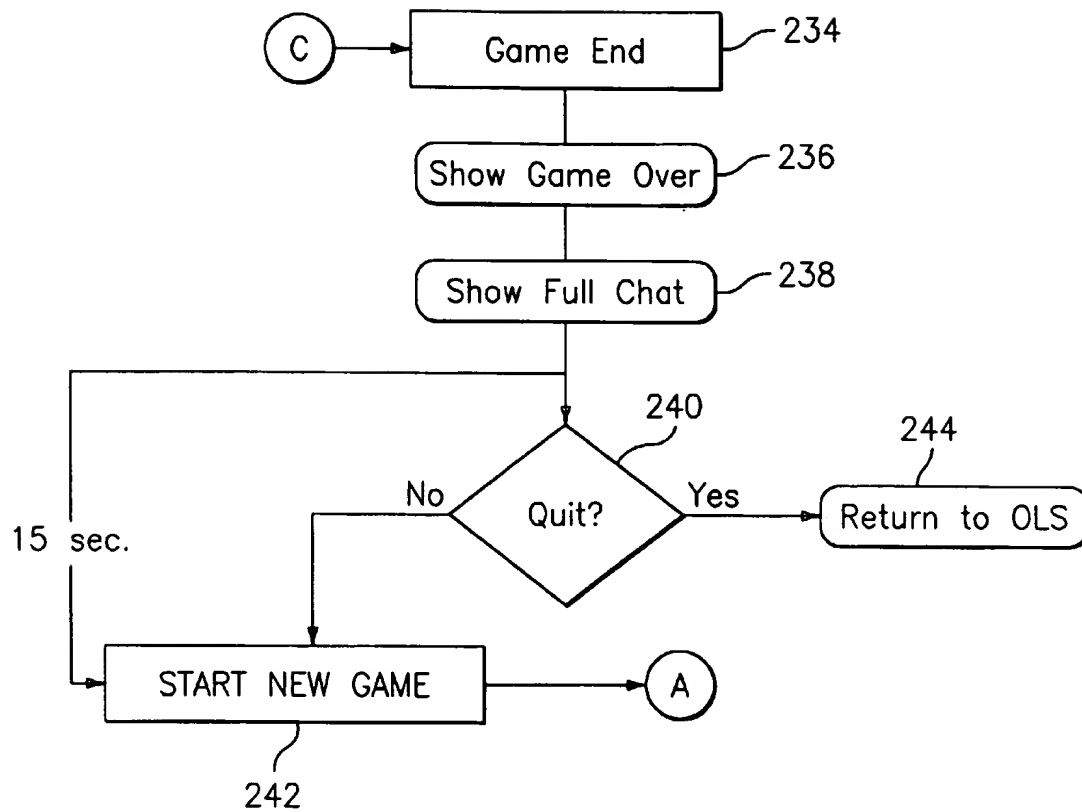 C
Game End
234
Show Game Over
236
Show Full Chat
238
240
244
No
Quit?
Yes
Return to OLS
15 sec.
START NEW GAME
A
242